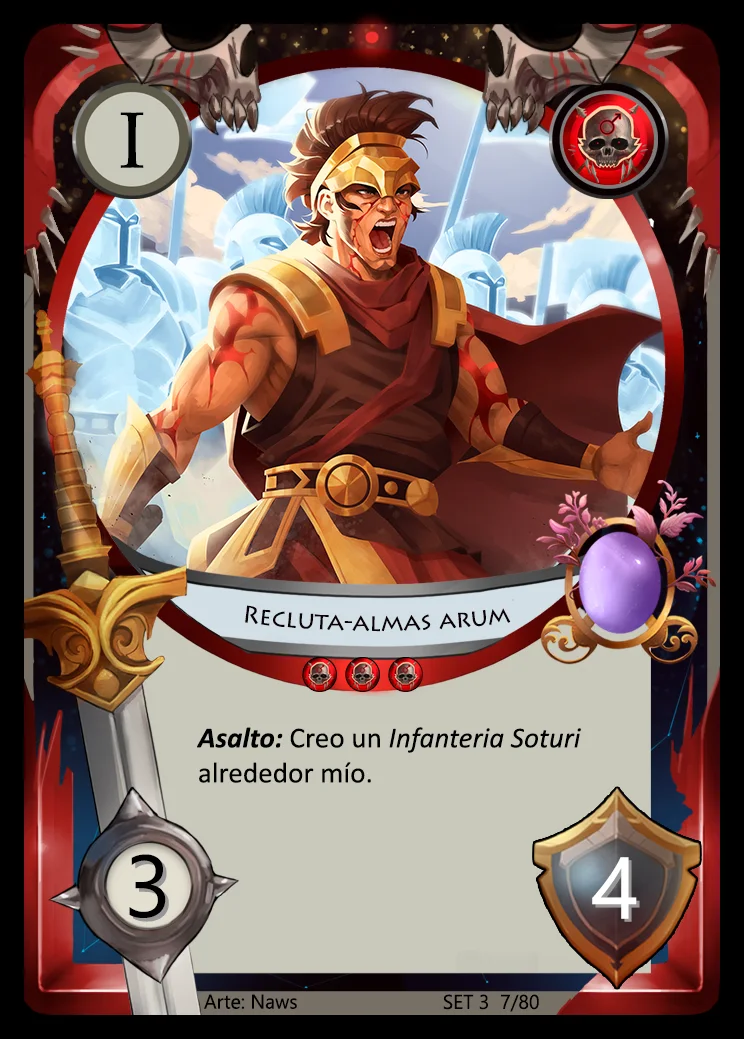 I
RECLUTA-ALMAS ARUM
Asalto: Creo un Infanteria Soturi
alrededor mío.
3
4
Arte: Naws
SET 3 7/80